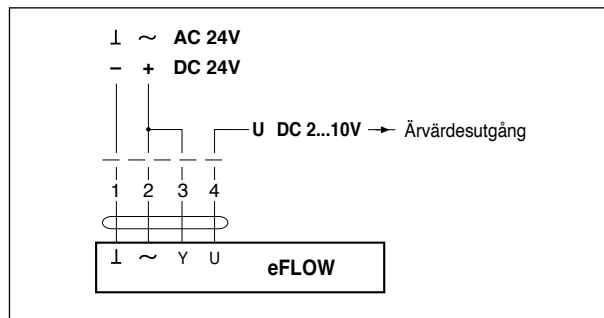 ⊥ ~ AC 24V
– + DC 24V
U DC 2...10V Ärvärdesutgång
1 2 3 4
⊥ ~ Y U eFLOW